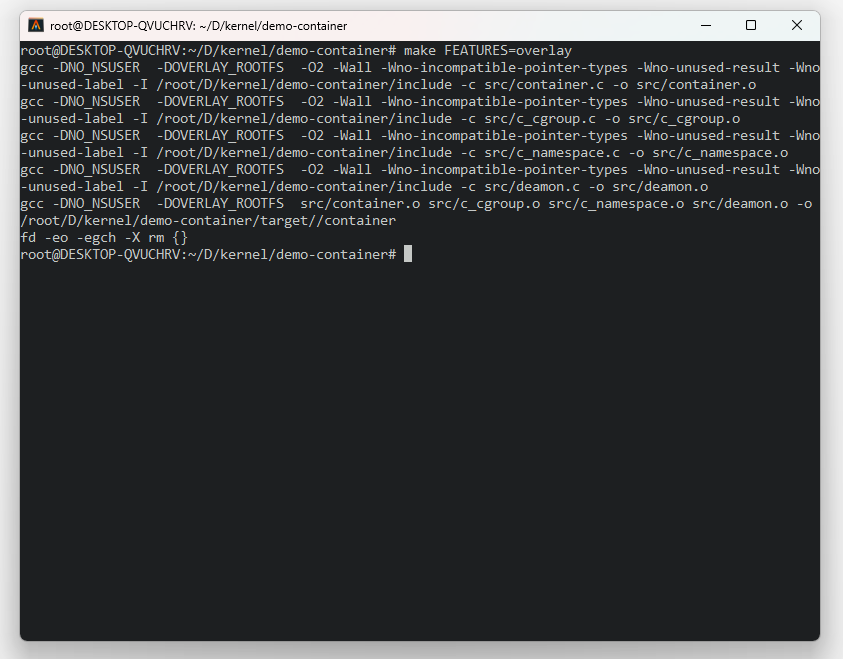 root@DESKTOP-QVUCHRV: ~/D/kernel/demo-container
root@DESKTOP-QVUCHRV:~/D/kernel/demo-container# make FEATURES=overlay
gcc -DNO_NSUSER  -DOVERLAY_ROOTFS  -O2 -Wall -Wno-incompatible-pointer-types -Wno-unused-result -Wno
-unused-label -I /root/D/kernel/demo-container/include -c src/container.c -o src/container.o
gcc -DNO_NSUSER  -DOVERLAY_ROOTFS  -O2 -Wall -Wno-incompatible-pointer-types -Wno-unused-result -Wno
-unused-label -I /root/D/kernel/demo-container/include -c src/c_cgroup.c -o src/c_cgroup.o
gcc -DNO_NSUSER  -DOVERLAY_ROOTFS  -O2 -Wall -Wno-incompatible-pointer-types -Wno-unused-result -Wno
-unused-label -I /root/D/kernel/demo-container/include -c src/c_namespace.c -o src/c_namespace.o
gcc -DNO_NSUSER  -DOVERLAY_ROOTFS  -O2 -Wall -Wno-incompatible-pointer-types -Wno-unused-result -Wno
-unused-label -I /root/D/kernel/demo-container/include -c src/deamon.c -o src/deamon.o
gcc -DNO_NSUSER  -DOVERLAY_ROOTFS  src/container.o src/c_cgroup.o src/c_namespace.o src/deamon.o -o
/root/D/kernel/demo-container/target//container
fd -eo -egch -X rm {}
root@DESKTOP-QVUCHRV:~/D/kernel/demo-container#